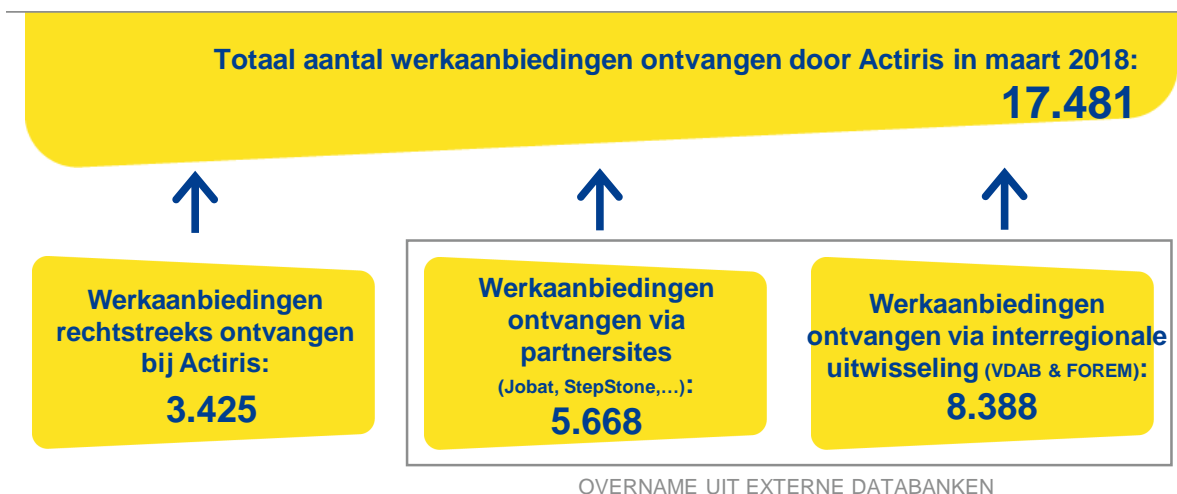 Totaal aantal werkaanbiedingen ontvangen door Actiris in maart 2018:
17.481
Werkaanbiedingen
rechtstreeks ontvangen
bij Actiris:
3.425
Werkaanbiedingen
ontvangen via
partnersites
(Jobat, StepStone,…):
5.668
Werkaanbiedingen
ontvangen via interregionale
uitwisseling (VDAB & FOREM):
8.388
OVERNAME UIT EXTERNE DATABANKEN